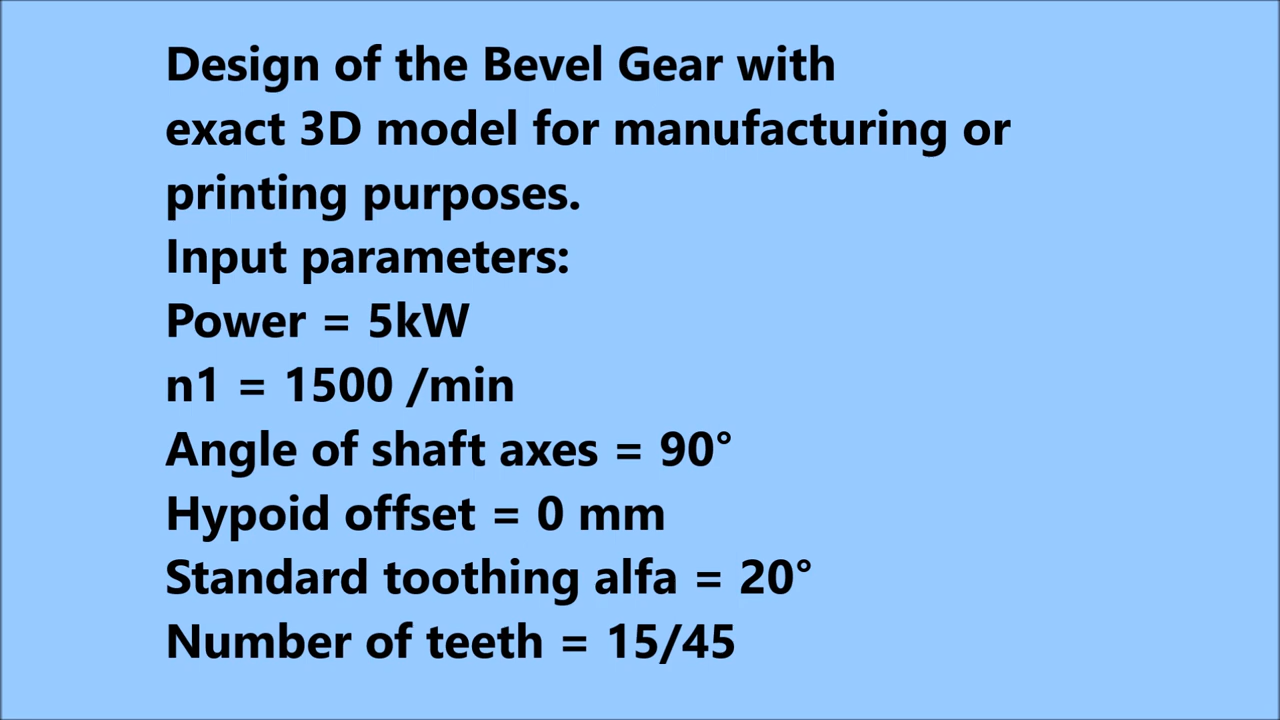 Design of the Bevel Gear with
exact 3D model for manufacturing or
printing purposes.
Input parameters:
Power = 5kW
n1 = 1500 /min
Angle of shaft axes = 90°
Hypoid offset = 0 mm
Standard toothing alfa = 20°
Number of teeth = 15/45